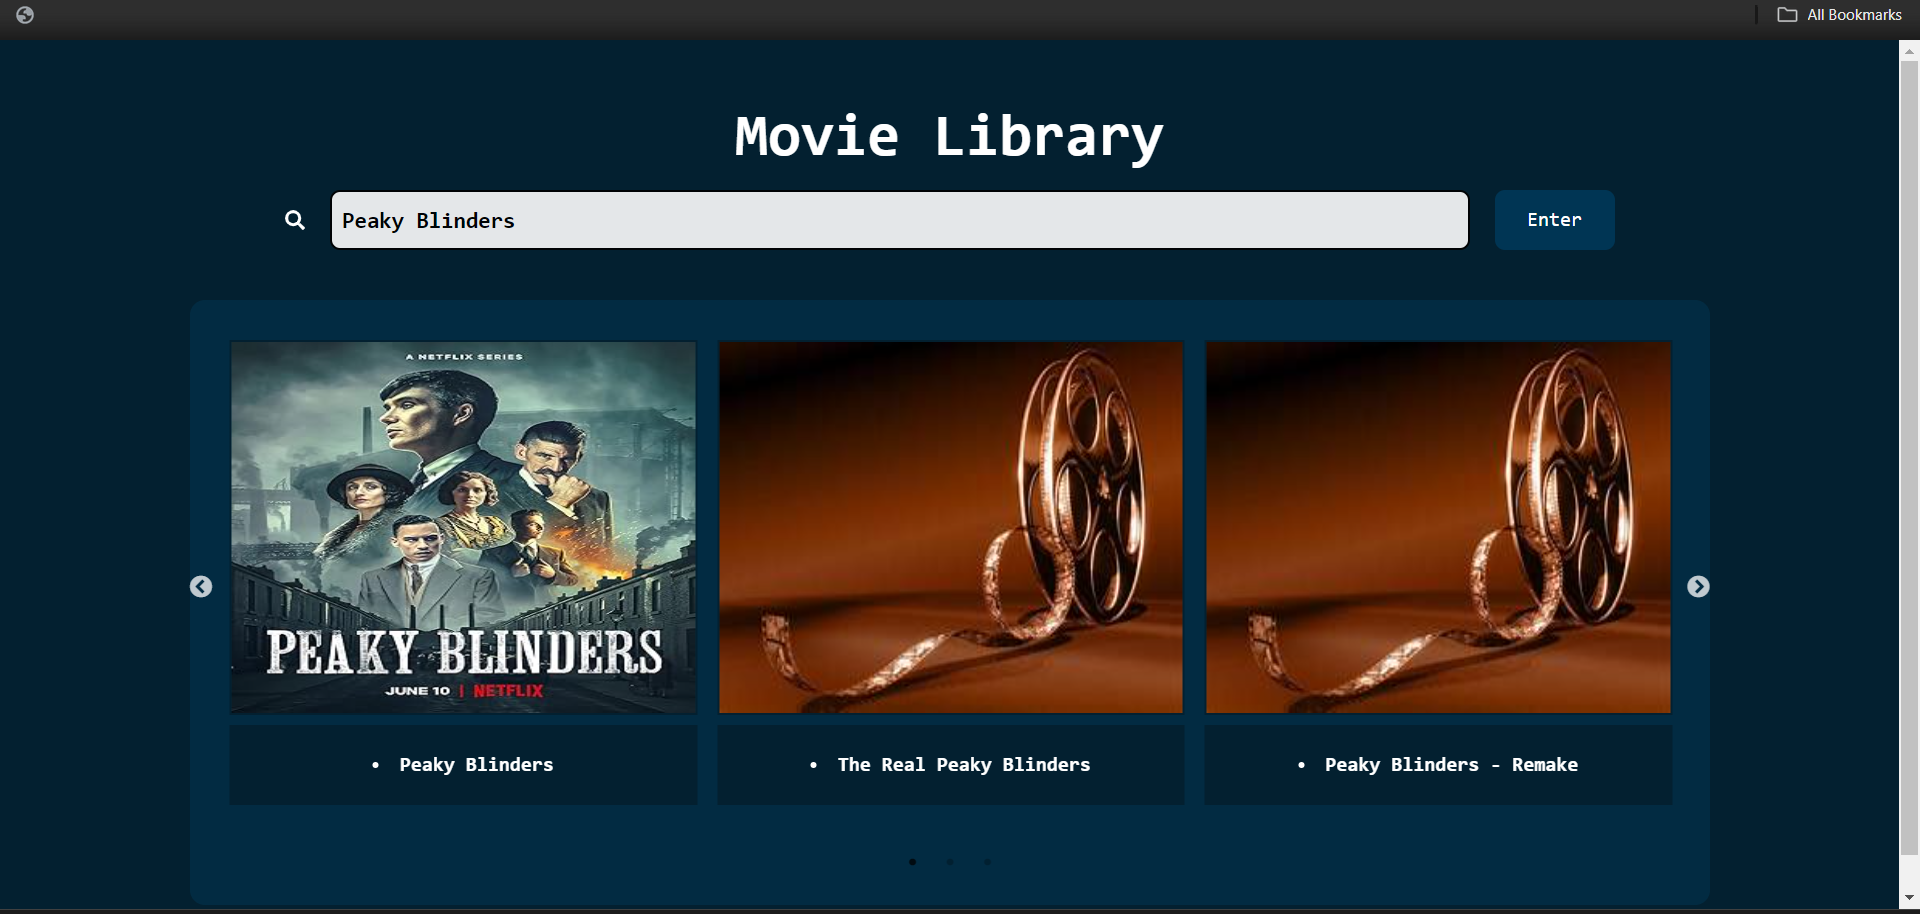 All Bookmarks
Movie Library
Peaky Blinders
Enter
A NETFLIX SERIES
PEAKY BLINDERS
JUNE 10 | NETFLIX
• Peaky Blinders
• The Real Peaky Blinders
• Peaky Blinders - Remake